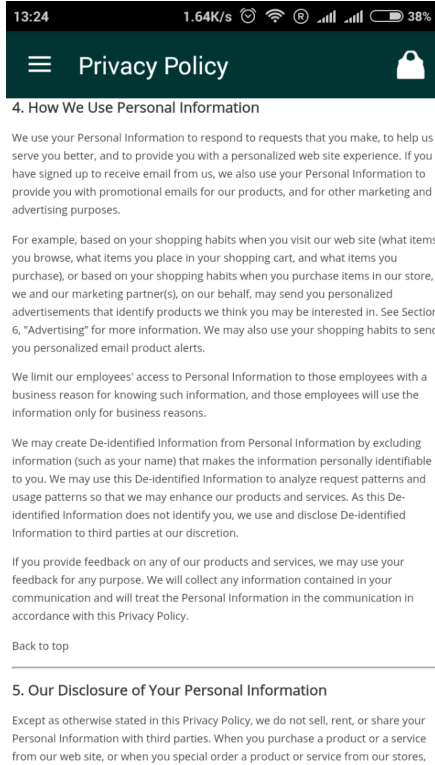 13:24 1.64K/s R 38%
Privacy Policy
4. How We Use Personal Information
We use your Personal Information to respond to requests that you make, to help us
serve you better, and to provide you with a personalized web site experience. If you
have signed up to receive email from us, we also use your Personal Information to
provide you with promotional emails for our products, and for other marketing and
advertising purposes.
For example, based on your shopping habits when you visit our web site (what items
you browse, what items you place in your shopping cart, and what items you
purchase), or based on your shopping habits when you purchase items in our store,
we and our marketing partner(s), on our behalf, may send you personalized
advertisements that identify products we think you may be interested in. See Section
6, "Advertising" for more information. We may also use your shopping habits to send
you personalized email product alerts.
We limit our employees' access to Personal Information to those employees with a
business reason for knowing such information, and those employees will use the
information only for business reasons.
We may create De-identified Information from Personal Information by excluding
information (such as your name) that makes the information personally identifiable
to you. We may use this De-identified Information to analyze request patterns and
usage patterns so that we may enhance our products and services. As this De-
identified Information does not identify you, we use and disclose De-identified
Information to third parties at our discretion.
If you provide feedback on any of our products and services, we may use your
feedback for any purpose. We will collect any information contained in your
communication and will treat the Personal Information in the communication in
accordance with this Privacy Policy.
Back to top
5. Our Disclosure of Your Personal Information
Except as otherwise stated in this Privacy Policy, we do not sell, rent, or share your
Personal Information with third parties. When you purchase a product or a service
from our web site, or when you special order a product or service from our stores,